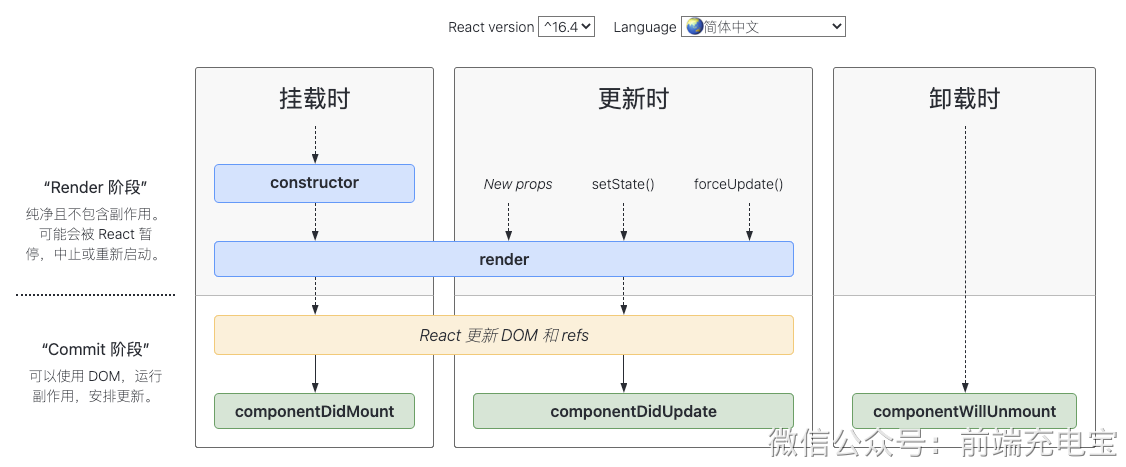 React version ^16.4 Language 简体中文
挂载时 更新时 卸载时
“Render 阶段”
纯净且不包含副作用。
可能会被 React 暂
停，中止或重新启动。
constructor
New props setState() forceUpdate()
render
“Commit 阶段”
可以使用 DOM，运行
副作用，安排更新。
React 更新 DOM 和 refs
componentDidMount componentDidUpdate componentWillUnmount
微信公众号：前端充电宝